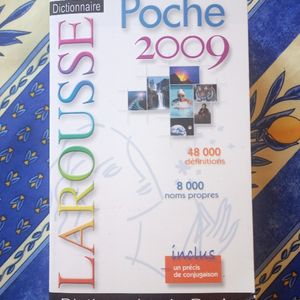 Dictionnaire
Poche
2009
LAROUSSE
48 000
définitions
8 000
noms propres
inclus
un précis
de conjugaison